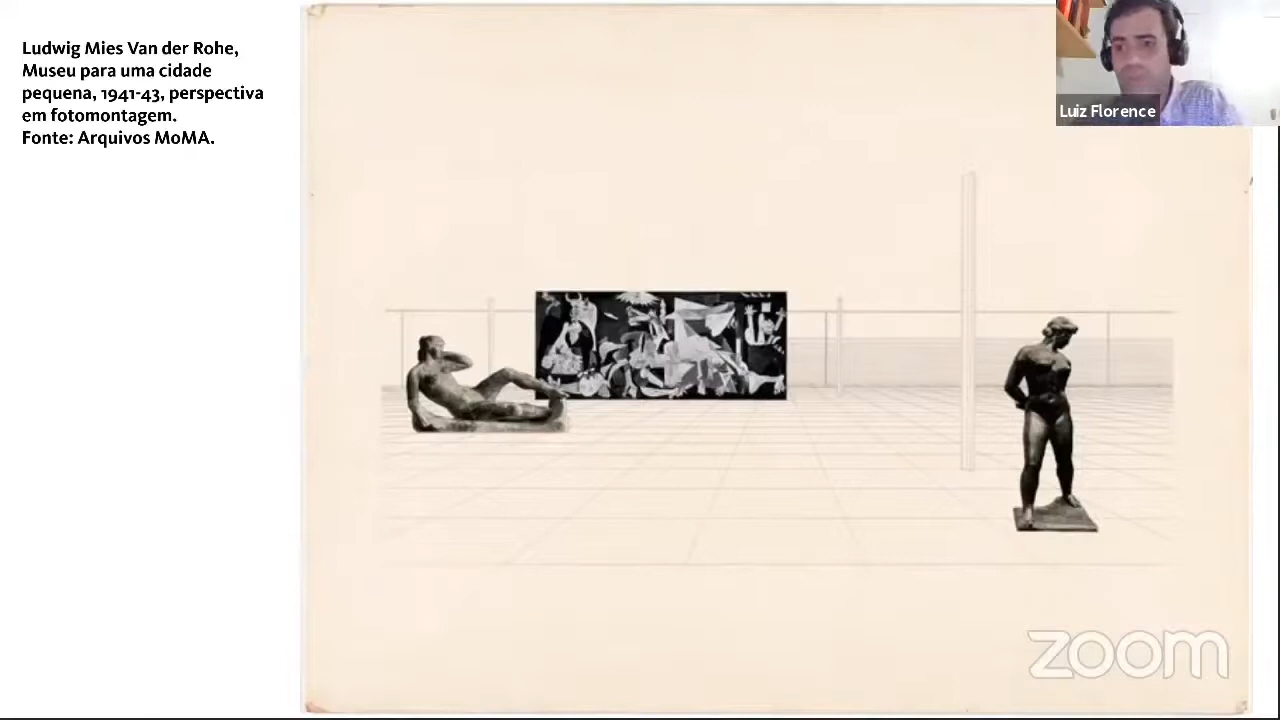 Ludwig Mies Van der Rohe,
Museu para uma cidade
pequena, 1941-43, perspectiva
em fotomontagem.
Fonte: Arquivos MoMA.
Luiz Florence
zoom